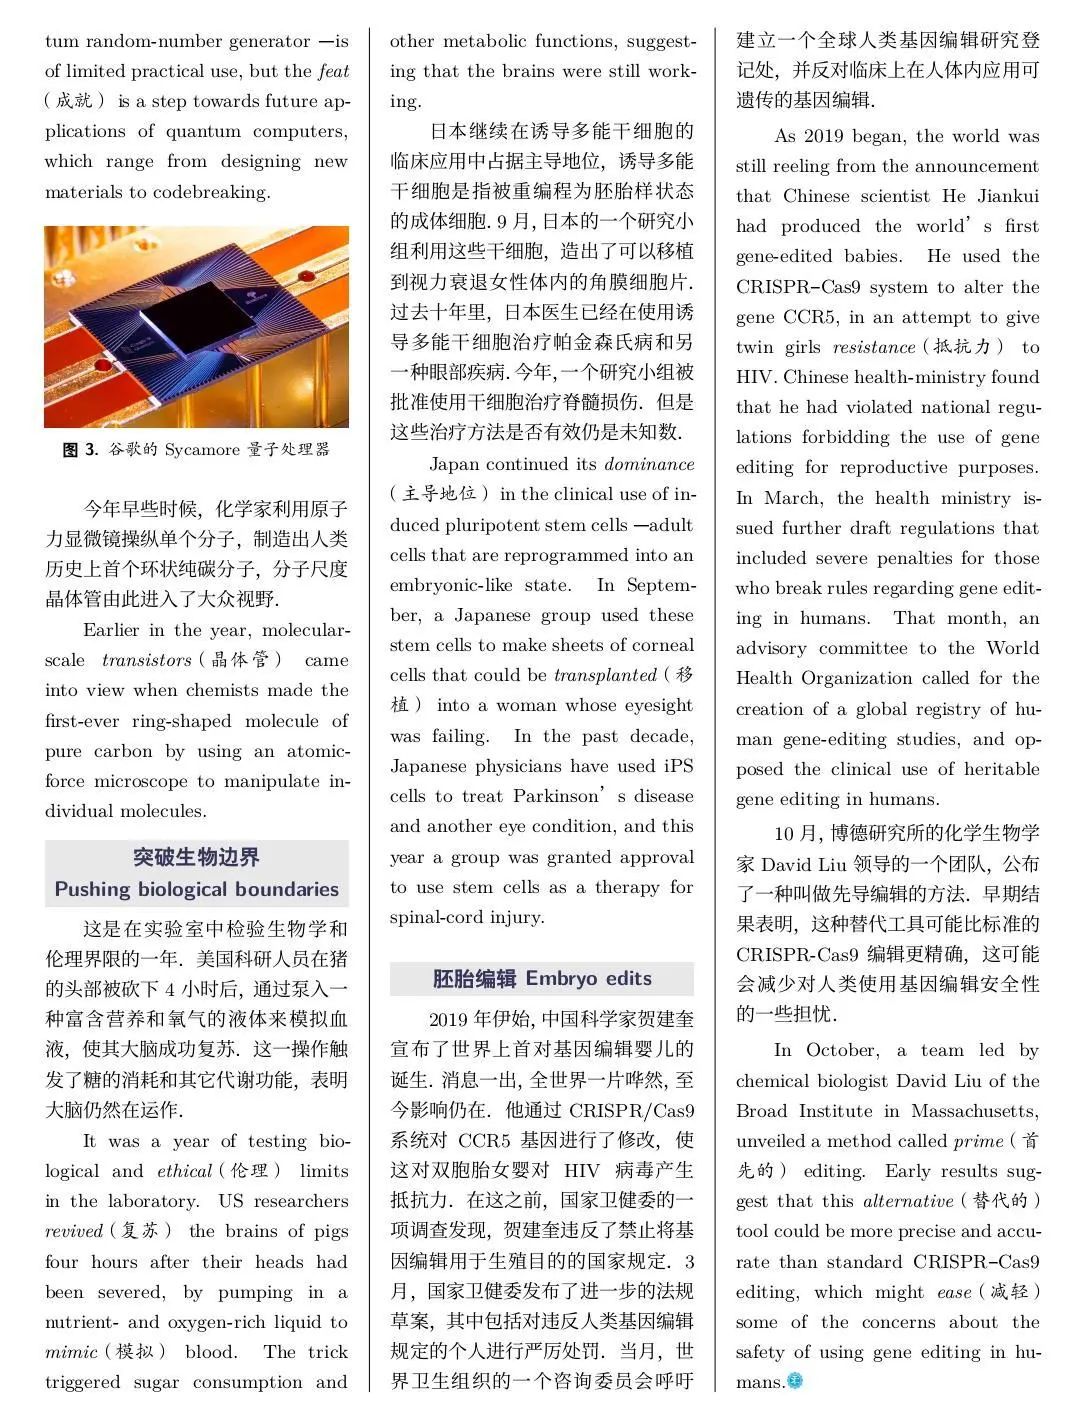 tum random-number generator —is
of limited practical use, but the feat
（成就）is a step towards future ap-
plications of quantum computers,
which range from designing new
materials to codebreaking.
图 3. 谷歌的 Sycamore 量子处理器
今年早些时候，化学家利用原子
力显微镜操纵单个分子，制造出人类
历史上首个环状纯碳分子，分子尺度
晶体管由此进入了大众视野.
Earlier in the year, molecular-
scale transistors（晶体管） came
into view when chemists made the
first-ever ring-shaped molecule of
pure carbon by using an atomic-
force microscope to manipulate in-
dividual molecules.
突破生物边界
Pushing biological boundaries
这是在实验室中检验生物学和
伦理界限的一年. 美国科研人员在猪
的头部被砍下 4 小时后，通过泵入一
种富含营养和氧气的液体来模拟血
液，使其大脑成功复苏. 这一操作触
发了糖的消耗和其它代谢功能，表明
大脑仍然在运作.
It was a year of testing bio-
logical and ethical（伦理） limits
in the laboratory. US researchers
revived（复苏） the brains of pigs
four hours after their heads had
been severed, by pumping in a
nutrient- and oxygen-rich liquid to
mimic（模拟） blood. The trick
triggered sugar consumption and
other metabolic functions, suggest-
ing that the brains were still work-
ing.
日本继续在诱导多能干细胞的
临床应用中占据主导地位，诱导多能
干细胞是指被重编程为胚胎样状态
的成体细胞. 9 月, 日本的一个研究小
组利用这些干细胞，造出了可以移植
到视力衰退女性体内的角膜细胞片.
过去十年里，日本医生已经在使用诱
导多能干细胞治疗帕金森氏病和另
一种眼部疾病. 今年, 一个研究小组被
批准使用干细胞治疗脊髓损伤. 但是
这些治疗方法是否有效仍是未知数.
Japan continued its dominance
（主导地位）in the clinical use of in-
duced pluripotent stem cells —adult
cells that are reprogrammed into an
embryonic-like state. In Septem-
ber, a Japanese group used these
stem cells to make sheets of corneal
cells that could be transplanted（移
植） into a woman whose eyesight
was failing. In the past decade,
Japanese physicians have used iPS
cells to treat Parkinson’s disease
and another eye condition, and this
year a group was granted approval
to use stem cells as a therapy for
spinal-cord injury.
胚胎编辑 Embryo edits
2019 年伊始, 中国科学家贺建奎
宣布了世界上首对基因编辑婴儿的
诞生. 消息一出, 全世界一片哗然, 至
今影响仍在. 他通过 CRISPR/Cas9
系统对 CCR5 基因进行了修改，使
这对双胞胎女婴对 HIV 病毒产生
抵抗力. 在这之前，国家卫健委的一
项调查发现，贺建奎违反了禁止将基
因编辑用于生殖目的的国家规定. 3
月，国家卫健委发布了进一步的法规
草案，其中包括对违反人类基因编辑
规定的个人进行严厉处罚. 当月，世
界卫生组织的一个咨询委员会呼吁
建立一个全球人类基因编辑研究登
记处，并反对临床上在人体内应用可
遗传的基因编辑.
As 2019 began, the world was
still reeling from the announcement
that Chinese scientist He Jiankui
had produced the world’s first
gene-edited babies. He used the
CRISPR–Cas9 system to alter the
gene CCR5, in an attempt to give
twin girls resistance（抵抗力） to
HIV. Chinese health-ministry found
that he had violated national regu-
lations forbidding the use of gene
editing for reproductive purposes.
In March, the health ministry is-
sued further draft regulations that
included severe penalties for those
who break rules regarding gene edit-
ing in humans. That month, an
advisory committee to the World
Health Organization called for the
creation of a global registry of hu-
man gene-editing studies, and op-
posed the clinical use of heritable
gene editing in humans.
10 月, 博德研究所的化学生物学
家 David Liu 领导的一个团队，公布
了一种叫做先导编辑的方法. 早期结
果表明，这种替代工具可能比标准的
CRISPR-Cas9 编辑更精确，这可能
会减少对人类使用基因编辑安全性
的一些担忧.
In October, a team led by
chemical biologist David Liu of the
Broad Institute in Massachusetts,
unveiled a method called prime（首
先的） editing. Early results sug-
gest that this alternative（替代的）
tool could be more precise and accu-
rate than standard CRISPR–Cas9
editing, which might ease（减轻）
some of the concerns about the
safety of using gene editing in hu-
mans.